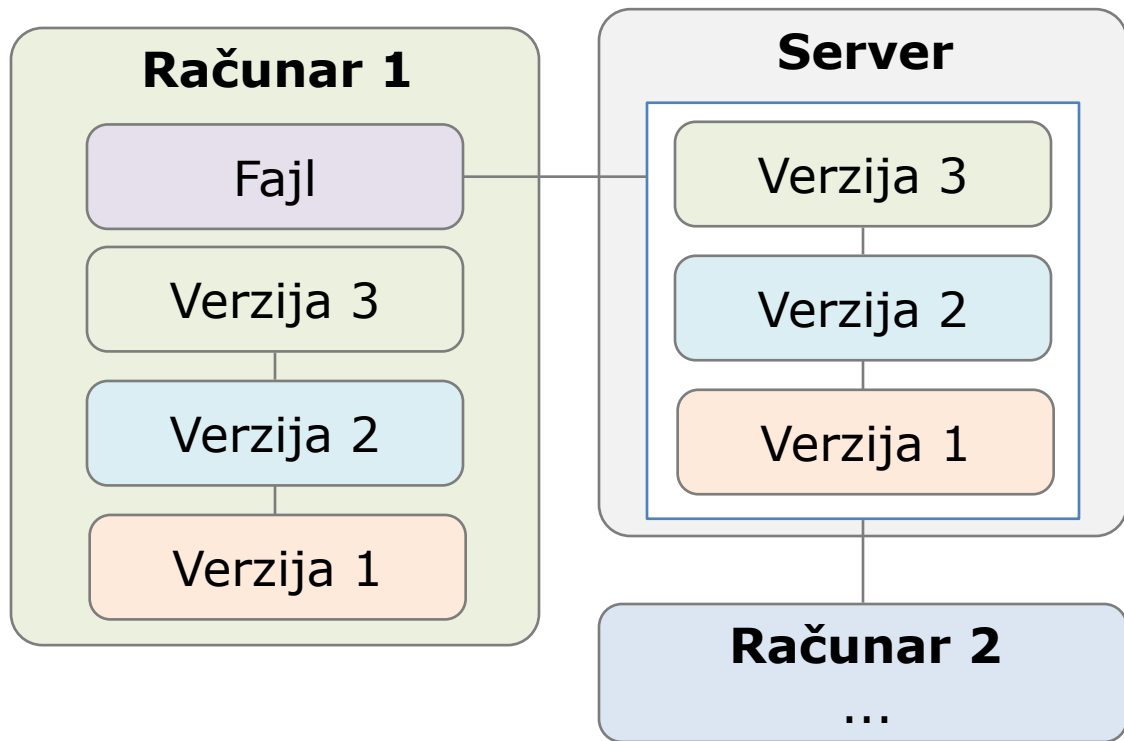 Računar 1
Fajl
Verzija 3
Verzija 2
Verzija 1
Server
Verzija 3
Verzija 2
Verzija 1
Računar 2
...